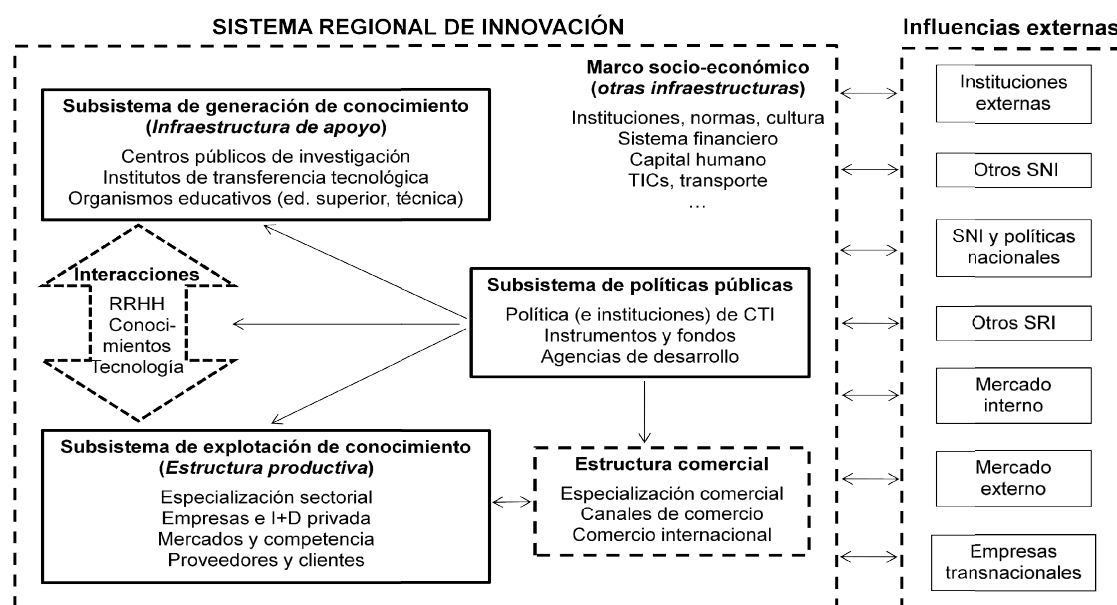 SISTEMA REGIONAL DE INNOVACIÓN
Subsistema de generación de conocimiento
(Infraestructura de apoyo)
Centros públicos de investigación
Institutos de transferencia tecnológica
Organismos educativos (ed. superior, técnica)
Marco socio-económico
(otras infraestructuras)
Instituciones, normas, cultura
Sistema financiero
Capital humano
TICs, transporte
…
Interacciones
RRHH
Conoci-
mientos
Tecnología
Subsistema de políticas públicas
Política (e instituciones) de CTI
Instrumentos y fondos
Agencias de desarrollo
Subsistema de explotación de conocimiento
(Estructura productiva)
Especialización sectorial
Empresas e I+D privada
Mercados y competencia
Proveedores y clientes
Estructura comercial
Especialización comercial
Canales de comercio
Comercio internacional
Influencias externas
Instituciones
externas
Otros SNI
SNI y políticas
nacionales
Otros SRI
Mercado
interno
Mercado
externo
Empresas
transnacionales